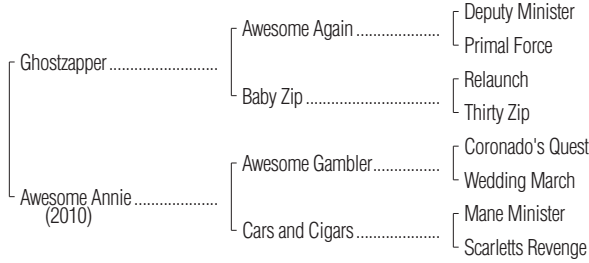 Deputy Minister
Awesome Again ....................
Primal Force
Ghostzapper ..........................
Relaunch
Baby Zip ................................
Thirty Zip
Coronado's Quest
Awesome Gambler................
Wedding March
Awesome Annie ....................
(2010)
Mane Minister
Cars and Cigars ....................
Scarletts Revenge